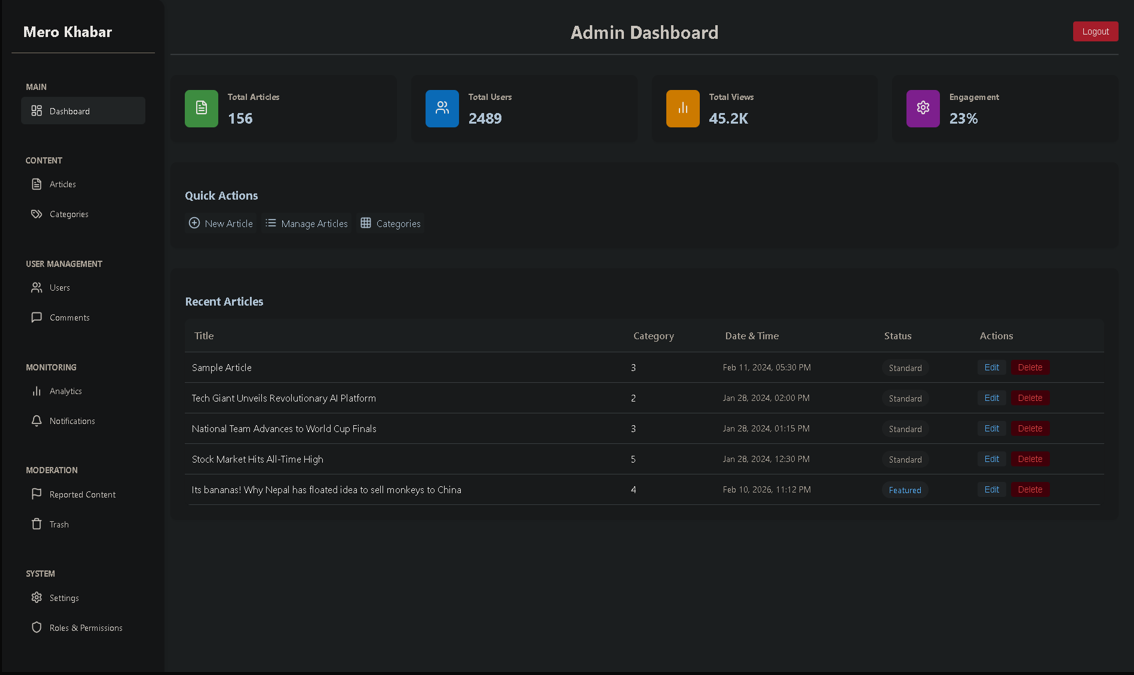 Mero Khabar
MAIN
Dashboard
CONTENT
Articles
Categories
USER MANAGEMENT
Users
Comments
MONITORING
Analytics
Notifications
MODERATION
Reported Content
Trash
SYSTEM
Settings
Roles & Permissions
Admin Dashboard
Logout
Total Articles
156
Total Users
2489
Total Views
45.2K
Engagement
23%
Quick Actions
New Article Manage Articles Categories
Recent Articles
Title Category Date & Time Status Actions
Sample Article 3 Feb 11, 2024, 05:30 PM Standard Edit Delete
Tech Giant Unveils Revolutionary AI Platform 2 Jan 28, 2024, 02:00 PM Standard Edit Delete
National Team Advances to World Cup Finals 3 Jan 28, 2024, 01:15 PM Standard Edit Delete
Stock Market Hits All-Time High 5 Jan 28, 2024, 12:30 PM Standard Edit Delete
Its bananas! Why Nepal has floated idea to sell monkeys to China 4 Feb 10, 2026, 11:12 PM Featured Edit Delete